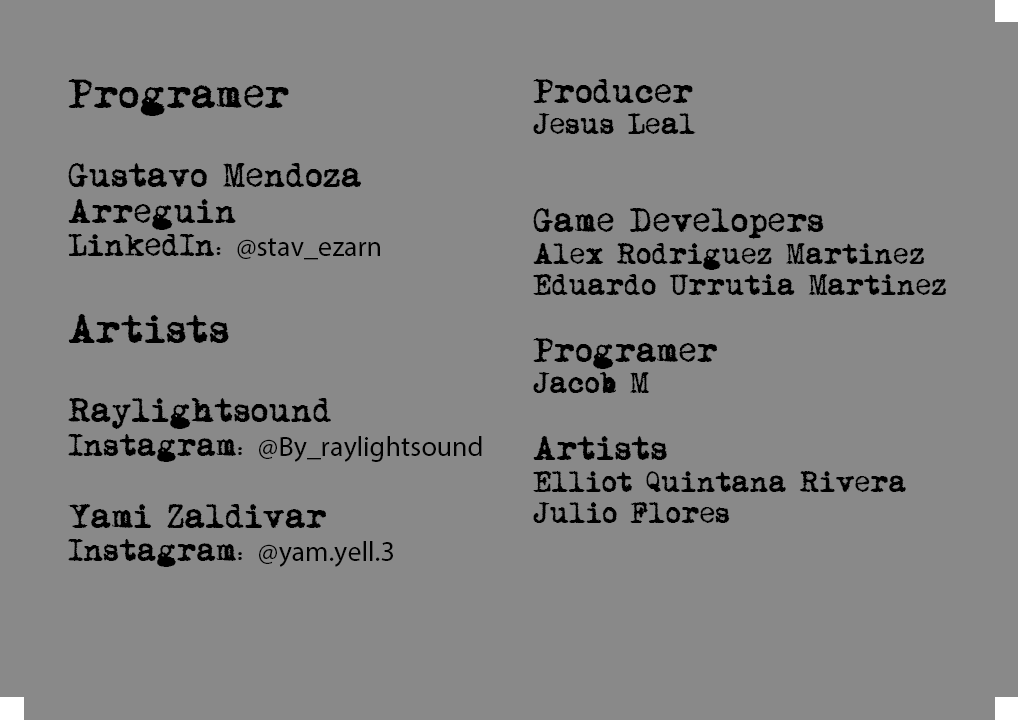 Programer
Gustavo Mendoza
Arreguin
LinkedIn: @stav_ezarn
Artists
Raylightsound
Instagram: @By_raylightsound
Yami Zaldivar
Instagram: @yam.yell.3
Producer
Jesus Leal
Game Developers
Alex Rodriguez Martinez
Eduardo Urrutia Martinez
Programer
Jacob M
Artists
Elliot Quintana Rivera
Julio Flores